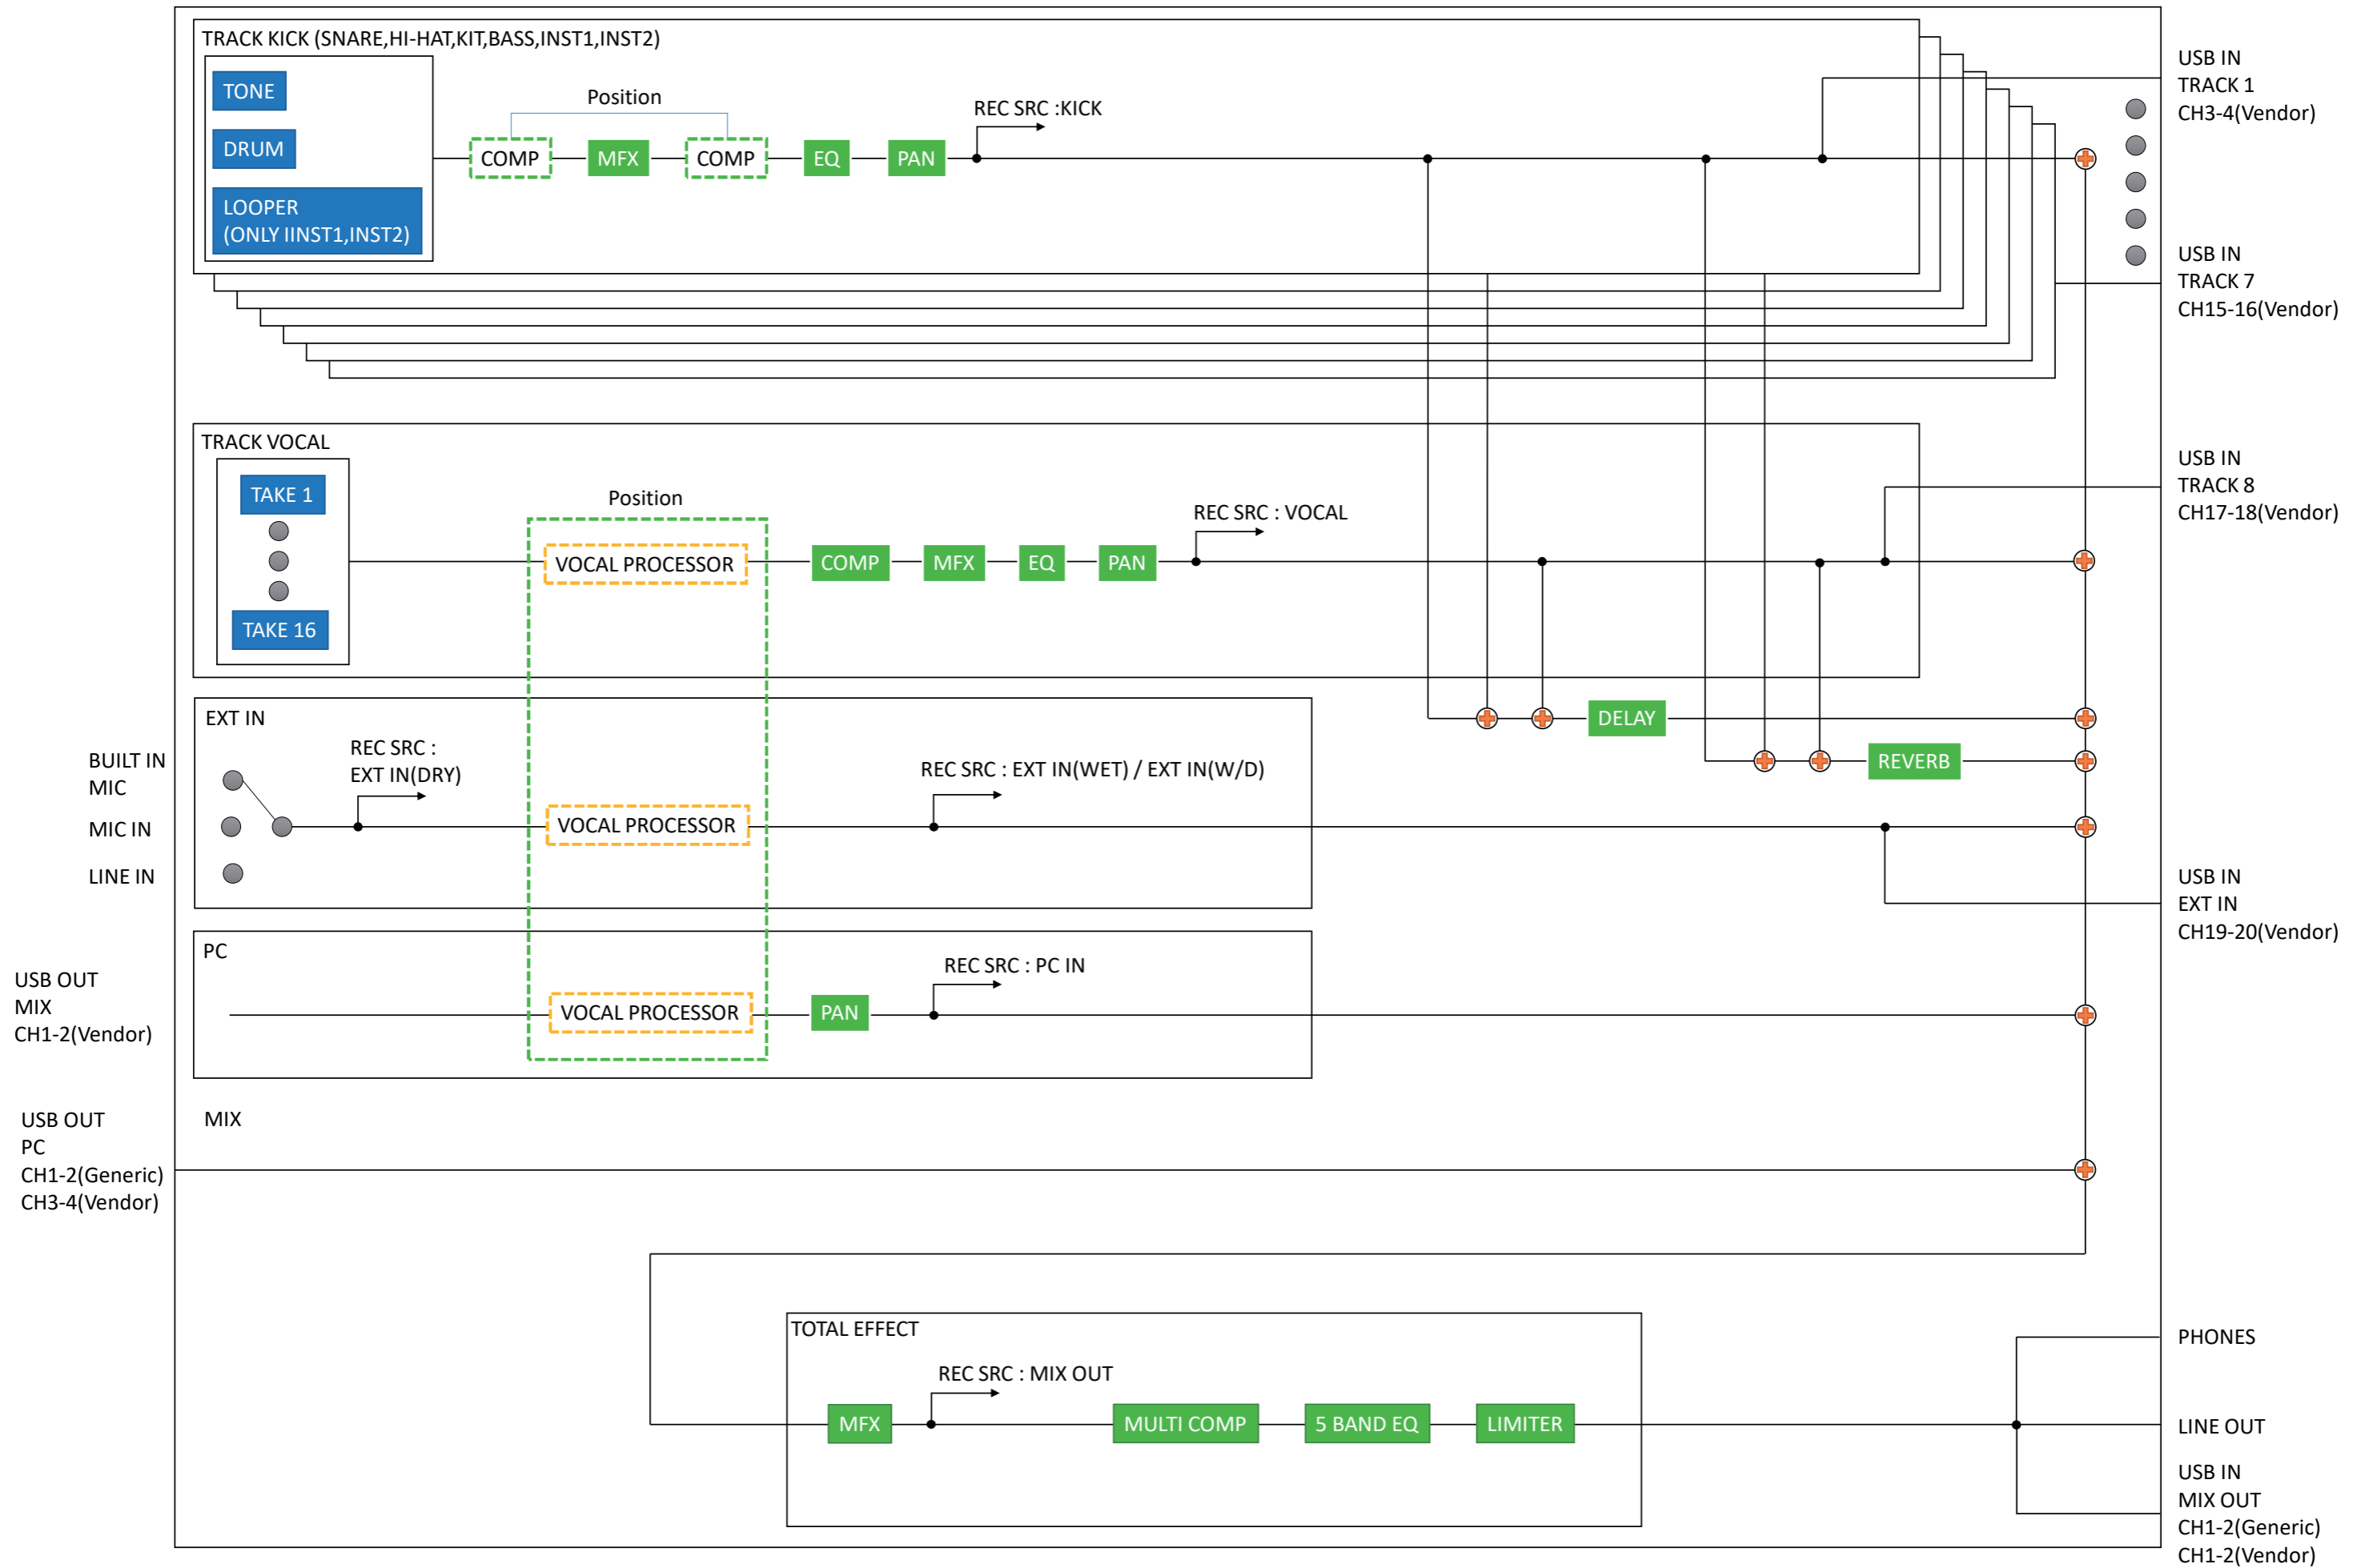 TRACK KICK (SNARE,HI-HAT,KIT,BASS,INST1,INST2)
TONE
DRUM
LOOPER
(ONLY IINST1,INST2)
Position
COMP
MFX
COMP
EQ
PAN
REC SRC :KICK
USB IN
TRACK 1
CH3-4(Vendor)
USB IN
TRACK 7
CH15-16(Vendor)
TRACK VOCAL
TAKE 1
TAKE 16
Position
VOCAL PROCESSOR
COMP
MFX
EQ
PAN
REC SRC : VOCAL
USB IN
TRACK 8
CH17-18(Vendor)
DELAY
REVERB
BUILT IN
MIC
MIC IN
LINE IN
EXT IN
REC SRC :
EXT IN(DRY)
VOCAL PROCESSOR
REC SRC : EXT IN(WET) / EXT IN(W/D)
USB IN
EXT IN
CH19-20(Vendor)
USB OUT
MIX
CH1-2(Vendor)
PC
VOCAL PROCESSOR
PAN
REC SRC : PC IN
USB OUT
PC
CH1-2(Generic)
CH3-4(Vendor)
MIX
TOTAL EFFECT
MFX
REC SRC : MIX OUT
MULTI COMP
5 BAND EQ
LIMITER
PHONES
LINE OUT
USB IN
MIX OUT
CH1-2(Generic)
CH1-2(Vendor)